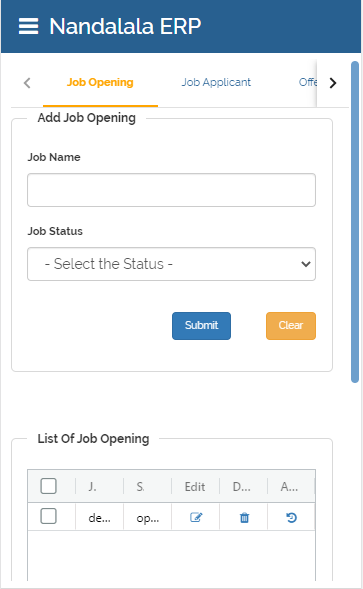 Nandalala ERP
Job Opening Job Applicant Offe
Add Job Opening
Job Name
Job Status
- Select the Status -
Submit Clear
List Of Job Opening
J. S. Edit D... A...
de... op...